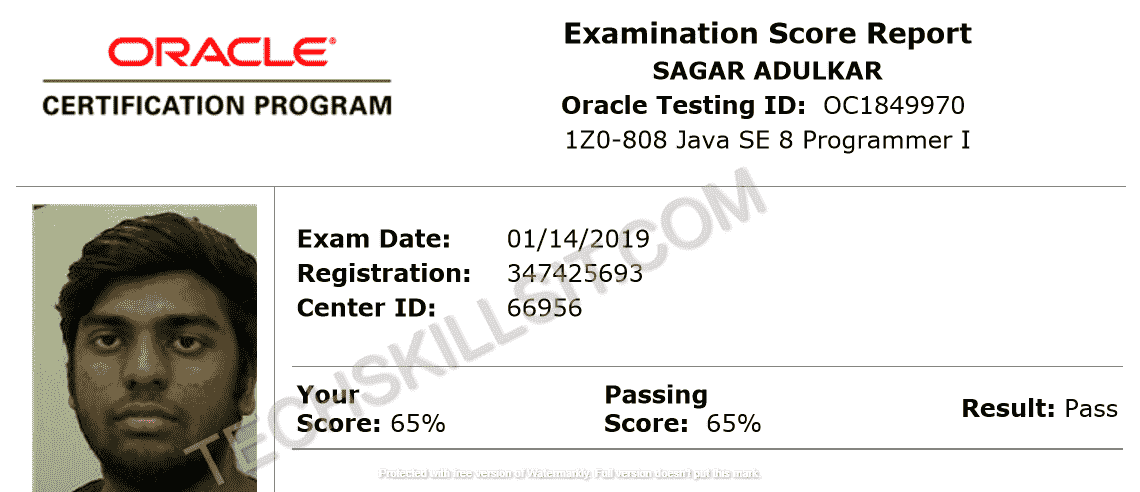 ORACLE®
CERTIFICATION PROGRAM
Examination Score Report
SAGAR ADULKAR
Oracle Testing ID: OC1849970
1Z0-808 Java SE 8 Programmer I
Exam Date: 01/14/2019
Registration: 347425693
Center ID: 66956
Your
Score: 65%
Passing
Score: 65%
Result: Pass
TECHSKILLSIT.COM
Protected with free version of Watermarkly. Full version doesn't put this mark.